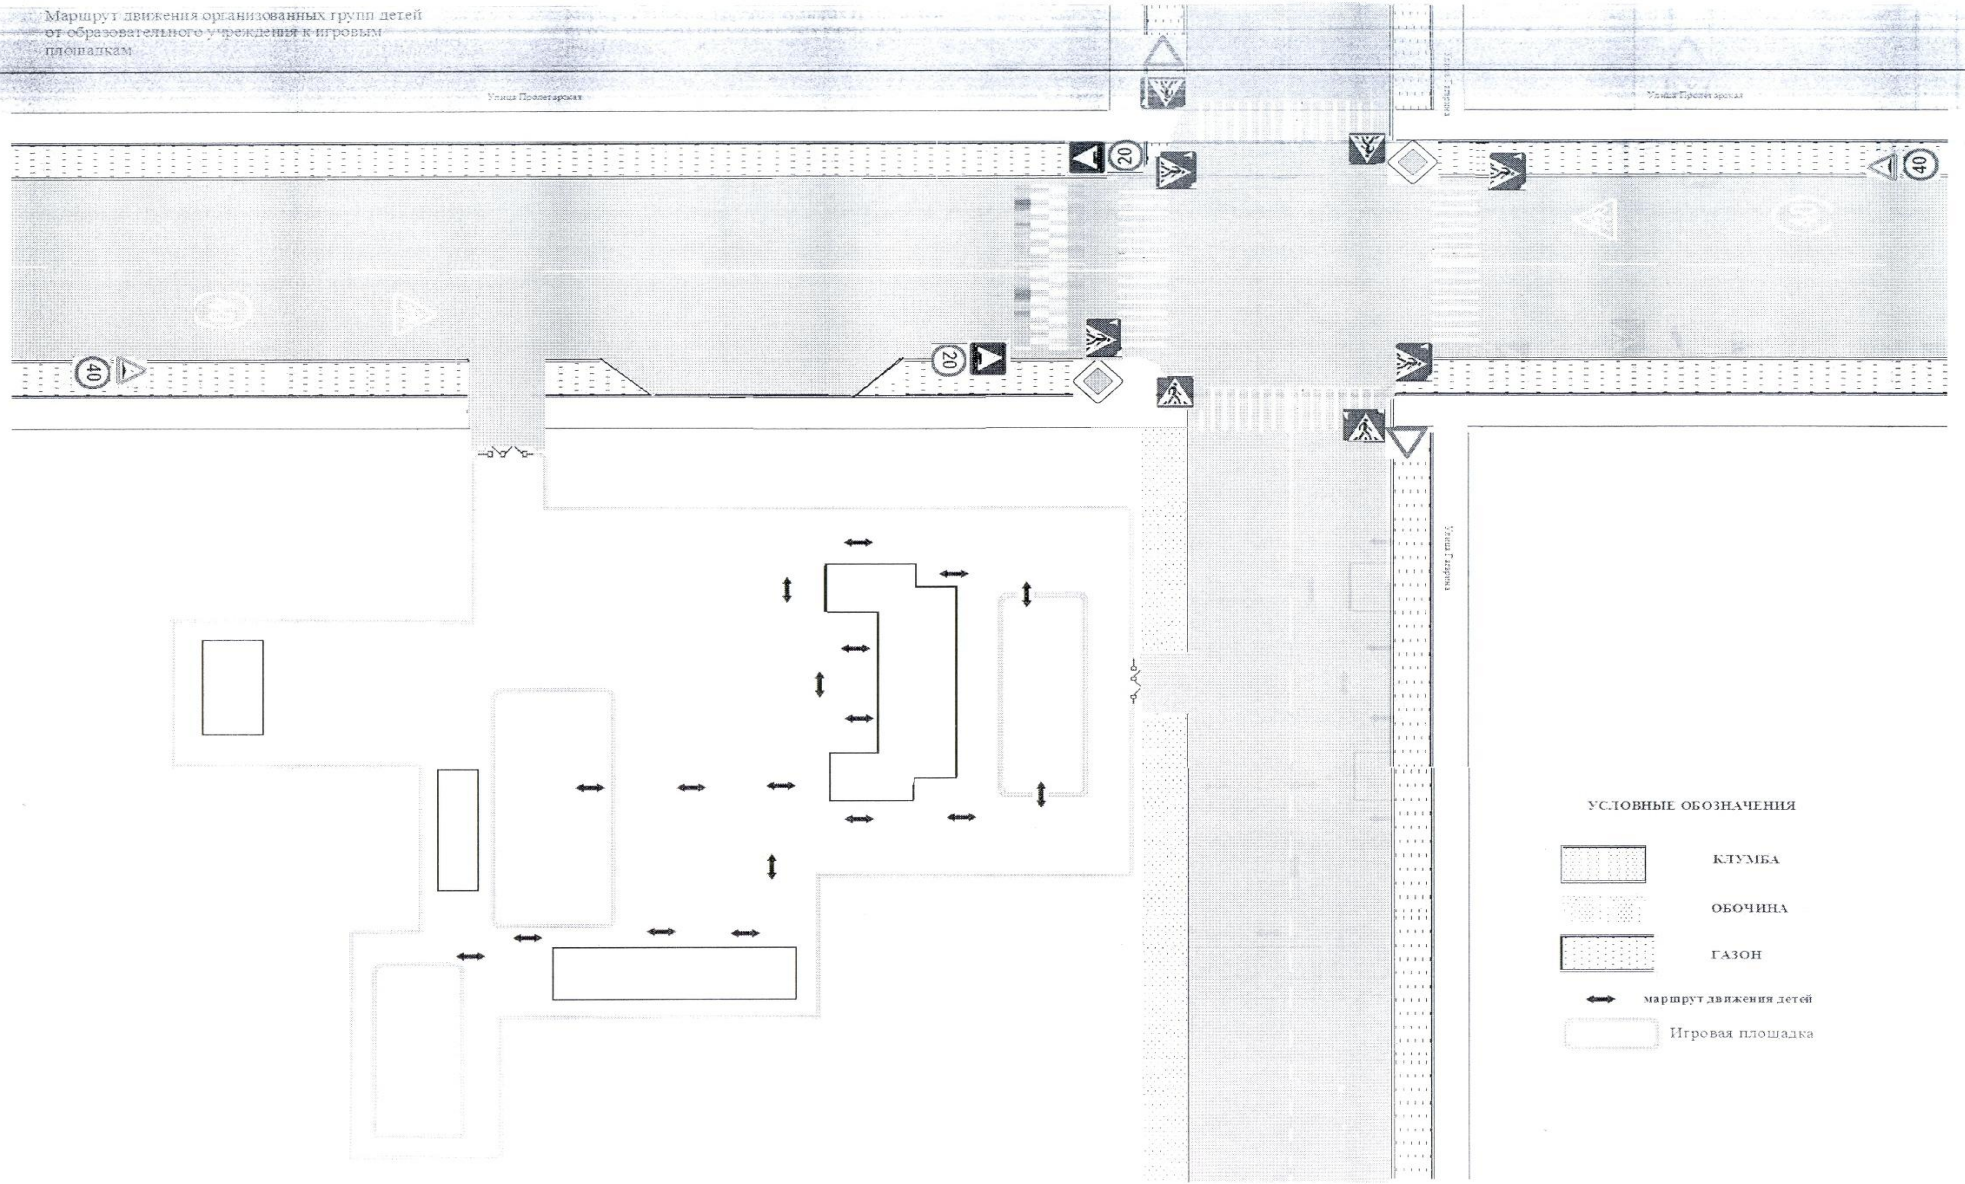 Маршрут движения организованных групп детей
от образовательного учреждения к игровым
площадкам
Улица Пролетарская
Улица Пролетарская
20
40
40
20
Улица Гагарина
УСЛОВНЫЕ ОБОЗНАЧЕНИЯ
КЛУМБА
ОБОЧИНА
ГАЗОН
маршрут движения детей
Игровая площадка